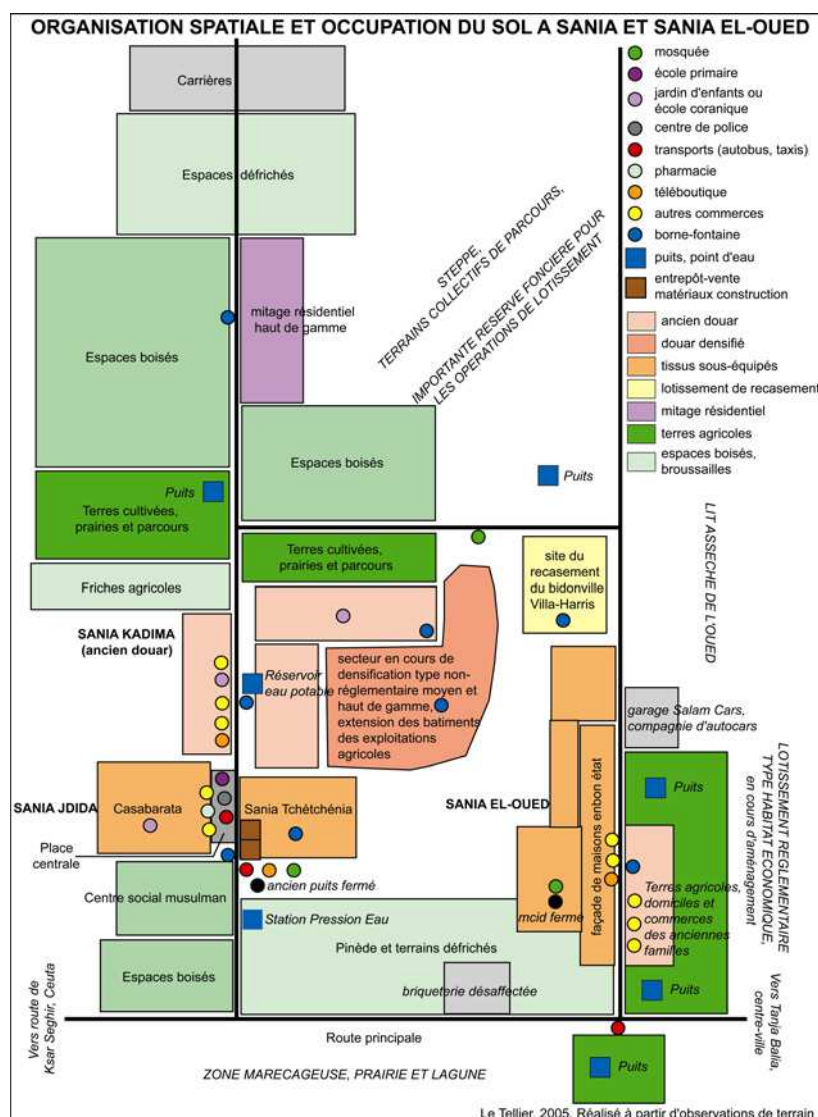 ORGANISATION SPATIALE ET OCCUPATION DU SOL A SANIA ET SANIA EL-OUED
mosquée
école primaire
jardin d'enfants ou
école coranique
centre de police
transports (autobus, taxis)
pharmacie
téléboutique
autres commerces
borne-fontaine
puits, point d'eau
entrepôt-vente
matériaux construction
ancien douar
douar densifié
tissus sous-équipés
lotissement de recasement
mitage résidentiel
terres agricoles
espaces boisés,
broussailles
Carrières
Espaces défrichés
Espaces boisés
mitage résidentiel
haut de gamme
STEPPE,
TERRAINS COLLECTIFS DE PARCOURS,
IMPORTANTE RESERVE FONCIERE POUR
LES OPERATIONS DE LOTISSEMENT
Espaces boisés
Puits
Puits
Terres cultivées,
prairies et parcours
Friches agricoles
Terres cultivées,
prairies et parcours
site du
recasement
du bidonville
Villa-Harris
LIT ASSECHE DE L'OUED
SANIA KADIMA
(ancien douar)
Réservoir
eau potable
secteur en cours de
densification type non-
réglementaire moyen et
haut de gamme,
extension des batiments
des exploitations
agricoles
garage Salam Cars,
compagnie d'autocars
SANIA JDIDA
Casabarata
Sania Tchétchénia
SANIA EL-OUED
Puits
LOTISSEMENT REGLEMENTAIRE
TYPE HABITAT ECONOMIQUE,
en cours d'aménagement
Place
centrale
façade de maisons enbon état
Centre social musulman
ancien puits fermé
mcid fermé
Terres agricoles,
domiciles et
commerces
des anciennes
familles
Station Pression Eau
Pinède et terrains défrichés
Espaces boisés
briqueterie désaffectée
Puits
Vers route de
Ksar Seghir, Ceuta
Route principale
Vers Tanja Balia,
centre-ville
ZONE MARECAGEUSE, PRAIRIE ET LAGUNE
Puits
Le Tellier, 2005. Réalisé à partir d'observations de terrain